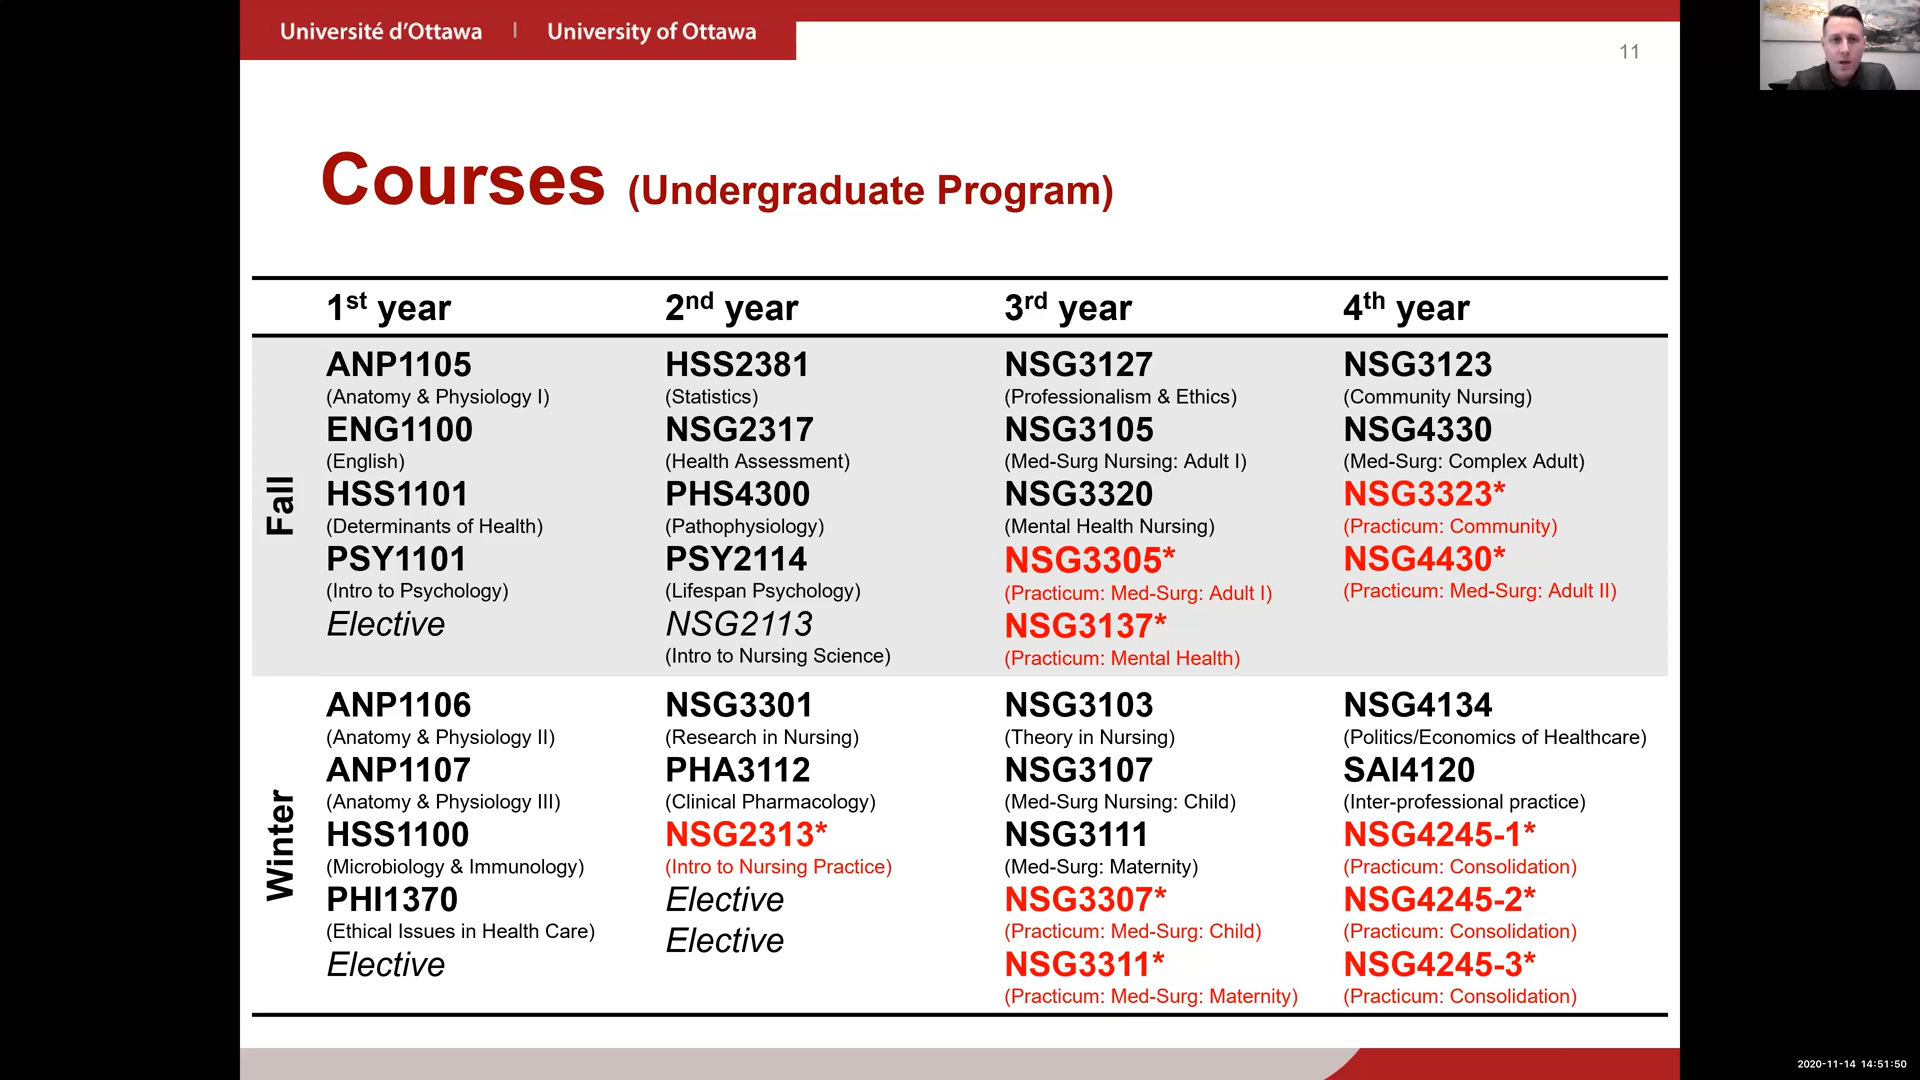 Université d'Ottawa | University of Ottawa
11
Courses (Undergraduate Program)
1st year 2nd year 3rd year 4th year
Fall
ANP1105
(Anatomy & Physiology I)
ENG1100
(English)
HSS1101
(Determinants of Health)
PSY1101
(Intro to Psychology)
Elective
HSS2381
(Statistics)
NSG2317
(Health Assessment)
PHS4300
(Pathophysiology)
PSY2114
(Lifespan Psychology)
NSG2113
(Intro to Nursing Science)
NSG3127
(Professionalism & Ethics)
NSG3105
(Med-Surg Nursing: Adult I)
NSG3320
(Mental Health Nursing)
NSG3305*
(Practicum: Med-Surg: Adult I)
NSG3137*
(Practicum: Mental Health)
NSG3123
(Community Nursing)
NSG4330
(Med-Surg: Complex Adult)
NSG3323*
(Practicum: Community)
NSG4430*
(Practicum: Med-Surg: Adult II)
Winter
ANP1106
(Anatomy & Physiology II)
ANP1107
(Anatomy & Physiology III)
HSS1100
(Microbiology & Immunology)
PHI1370
(Ethical Issues in Health Care)
Elective
NSG3301
(Research in Nursing)
PHA3112
(Clinical Pharmacology)
NSG2313*
(Intro to Nursing Practice)
Elective
Elective
NSG3103
(Theory in Nursing)
NSG3107
(Med-Surg Nursing: Child)
NSG3111
(Med-Surg: Maternity)
NSG3307*
(Practicum: Med-Surg: Child)
NSG3311*
(Practicum: Med-Surg: Maternity)
NSG4134
(Politics/Economics of Healthcare)
SAI4120
(Inter-professional practice)
NSG4245-1*
(Practicum: Consolidation)
NSG4245-2*
(Practicum: Consolidation)
NSG4245-3*
(Practicum: Consolidation)
2020-11-14 14:51:50